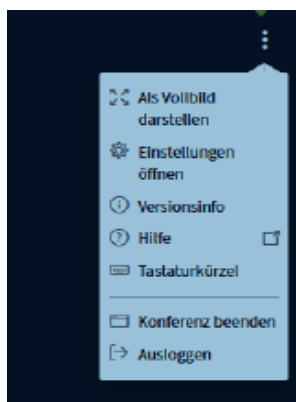 Als Vollbild
darstellen
Einstellungen
öffnen
Versionsinfo
Hilfe
Tastaturkürzel
Konferenz beenden
Ausloggen